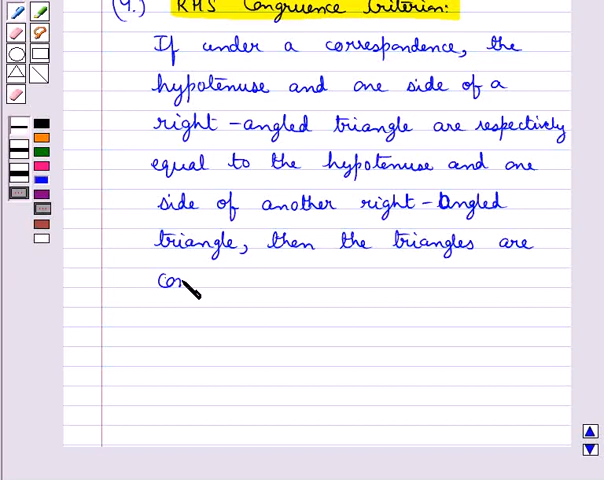 (4.) RHS Congruence Criterion:
If under a correspondence, the
hypotenuse and one side of a
right-angled triangle are respectively
equal to the hypotenuse and one
side of another right-angled
triangle, then the triangles are
con